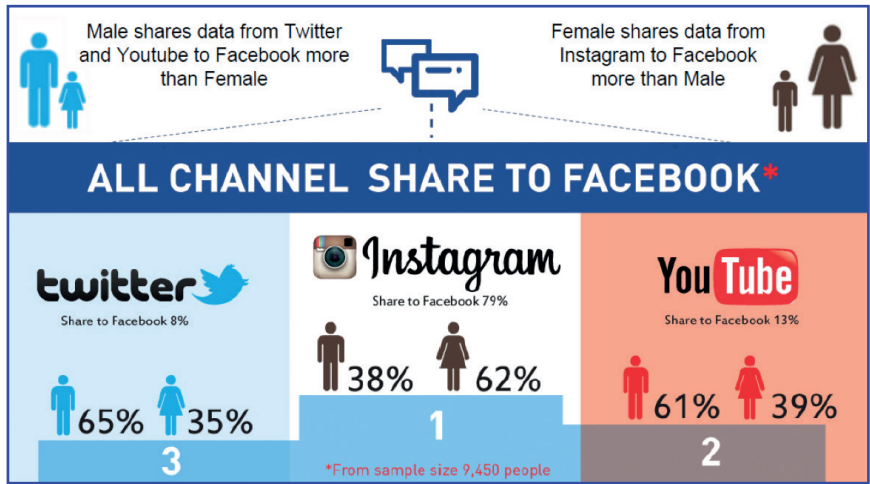 Male shares data from Twitter
and Youtube to Facebook more
than Female
Female shares data from
Instagram to Facebook
more than Male
ALL CHANNEL SHARE TO FACEBOOK*
twitter
Share to Facebook 8%
65% 35%
3
Instagram
Share to Facebook 79%
38% 62%
1
*From sample size 9,450 people
YouTube
Share to Facebook 13%
61% 39%
2